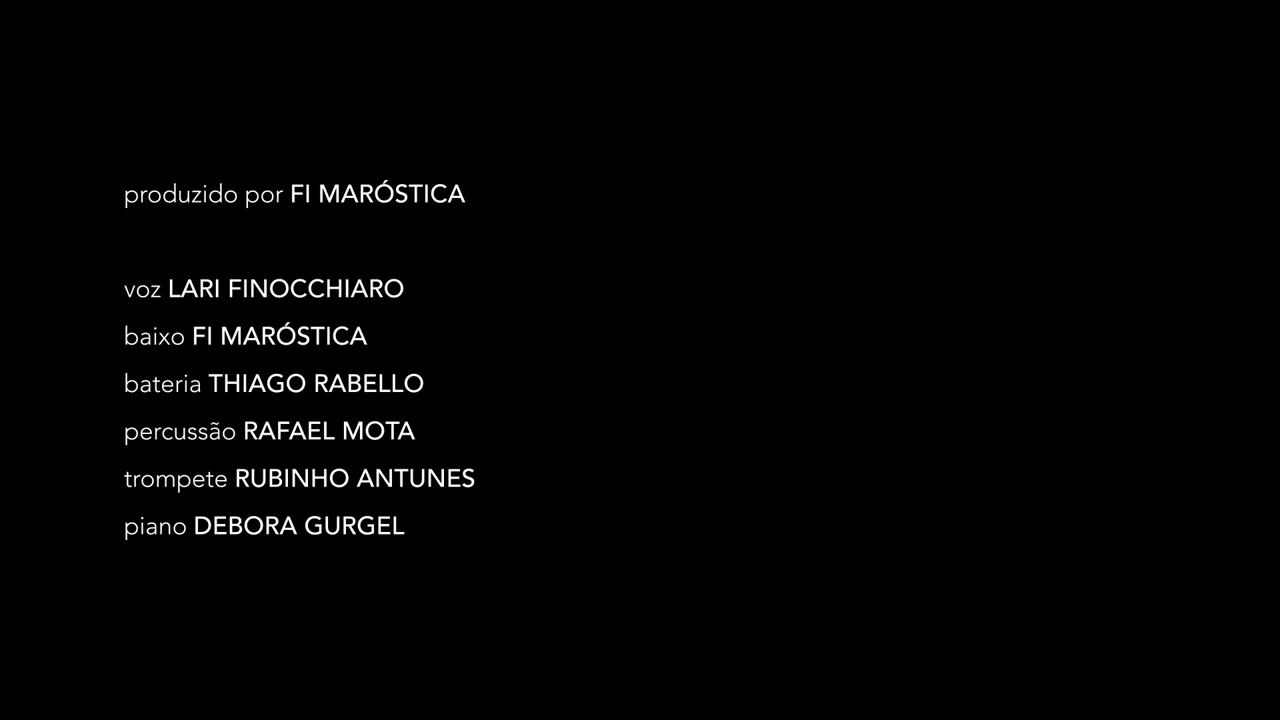 produzido por FI MARÓSTICA
voz LARI FINOCCHIARO
baixo FI MARÓSTICA
bateria THIAGO RABELLO
percussão RAFAEL MOTA
trompete RUBINHO ANTUNES
piano DEBORA GURGEL